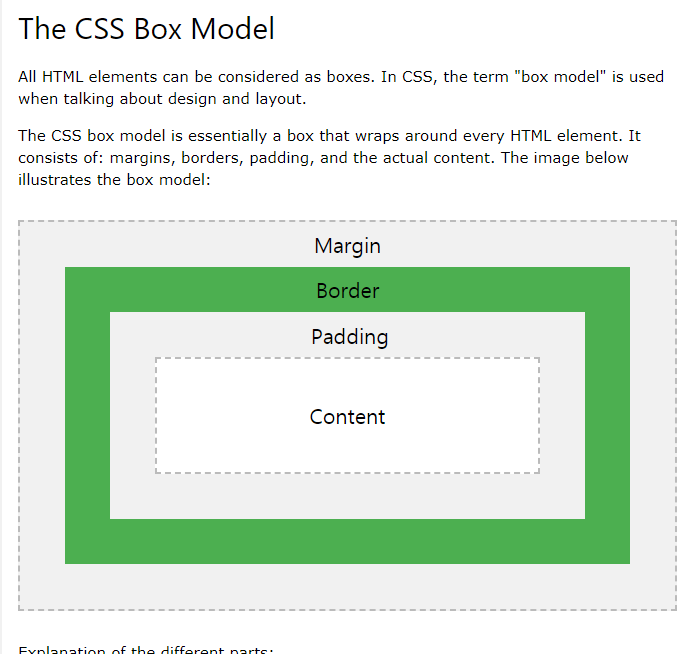 The CSS Box Model
All HTML elements can be considered as boxes. In CSS, the term "box model" is used
when talking about design and layout.
The CSS box model is essentially a box that wraps around every HTML element. It
consists of: margins, borders, padding, and the actual content. The image below
illustrates the box model:
Margin
Border
Padding
Content
Explanation of the different parts: